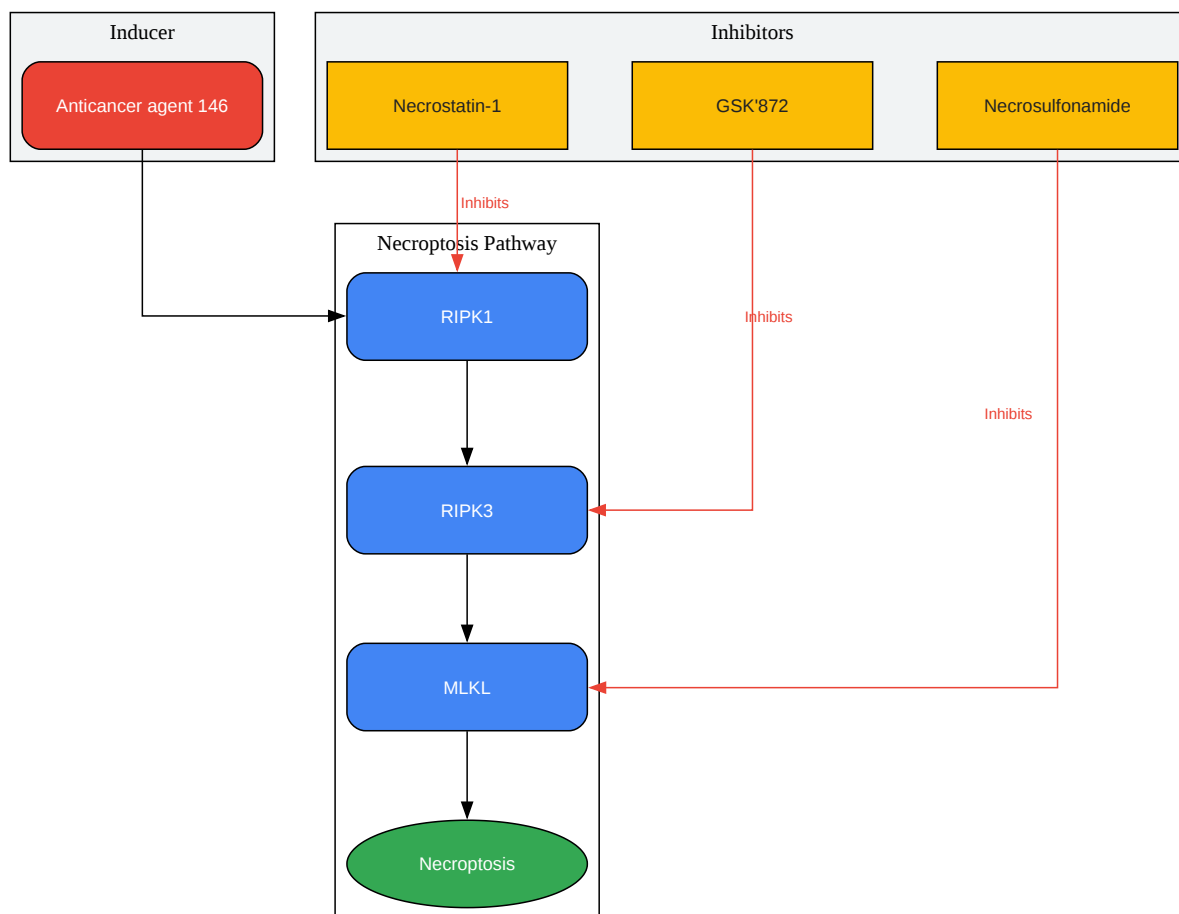 Inducer
Inhibitors
Anticancer agent 146
Necrostatin-1
GSK'872
Necrosulfonamide
Inhibits
Necroptosis Pathway
RIPK1
Inhibits
Inhibits
RIPK3
MLKL
Necroptosis